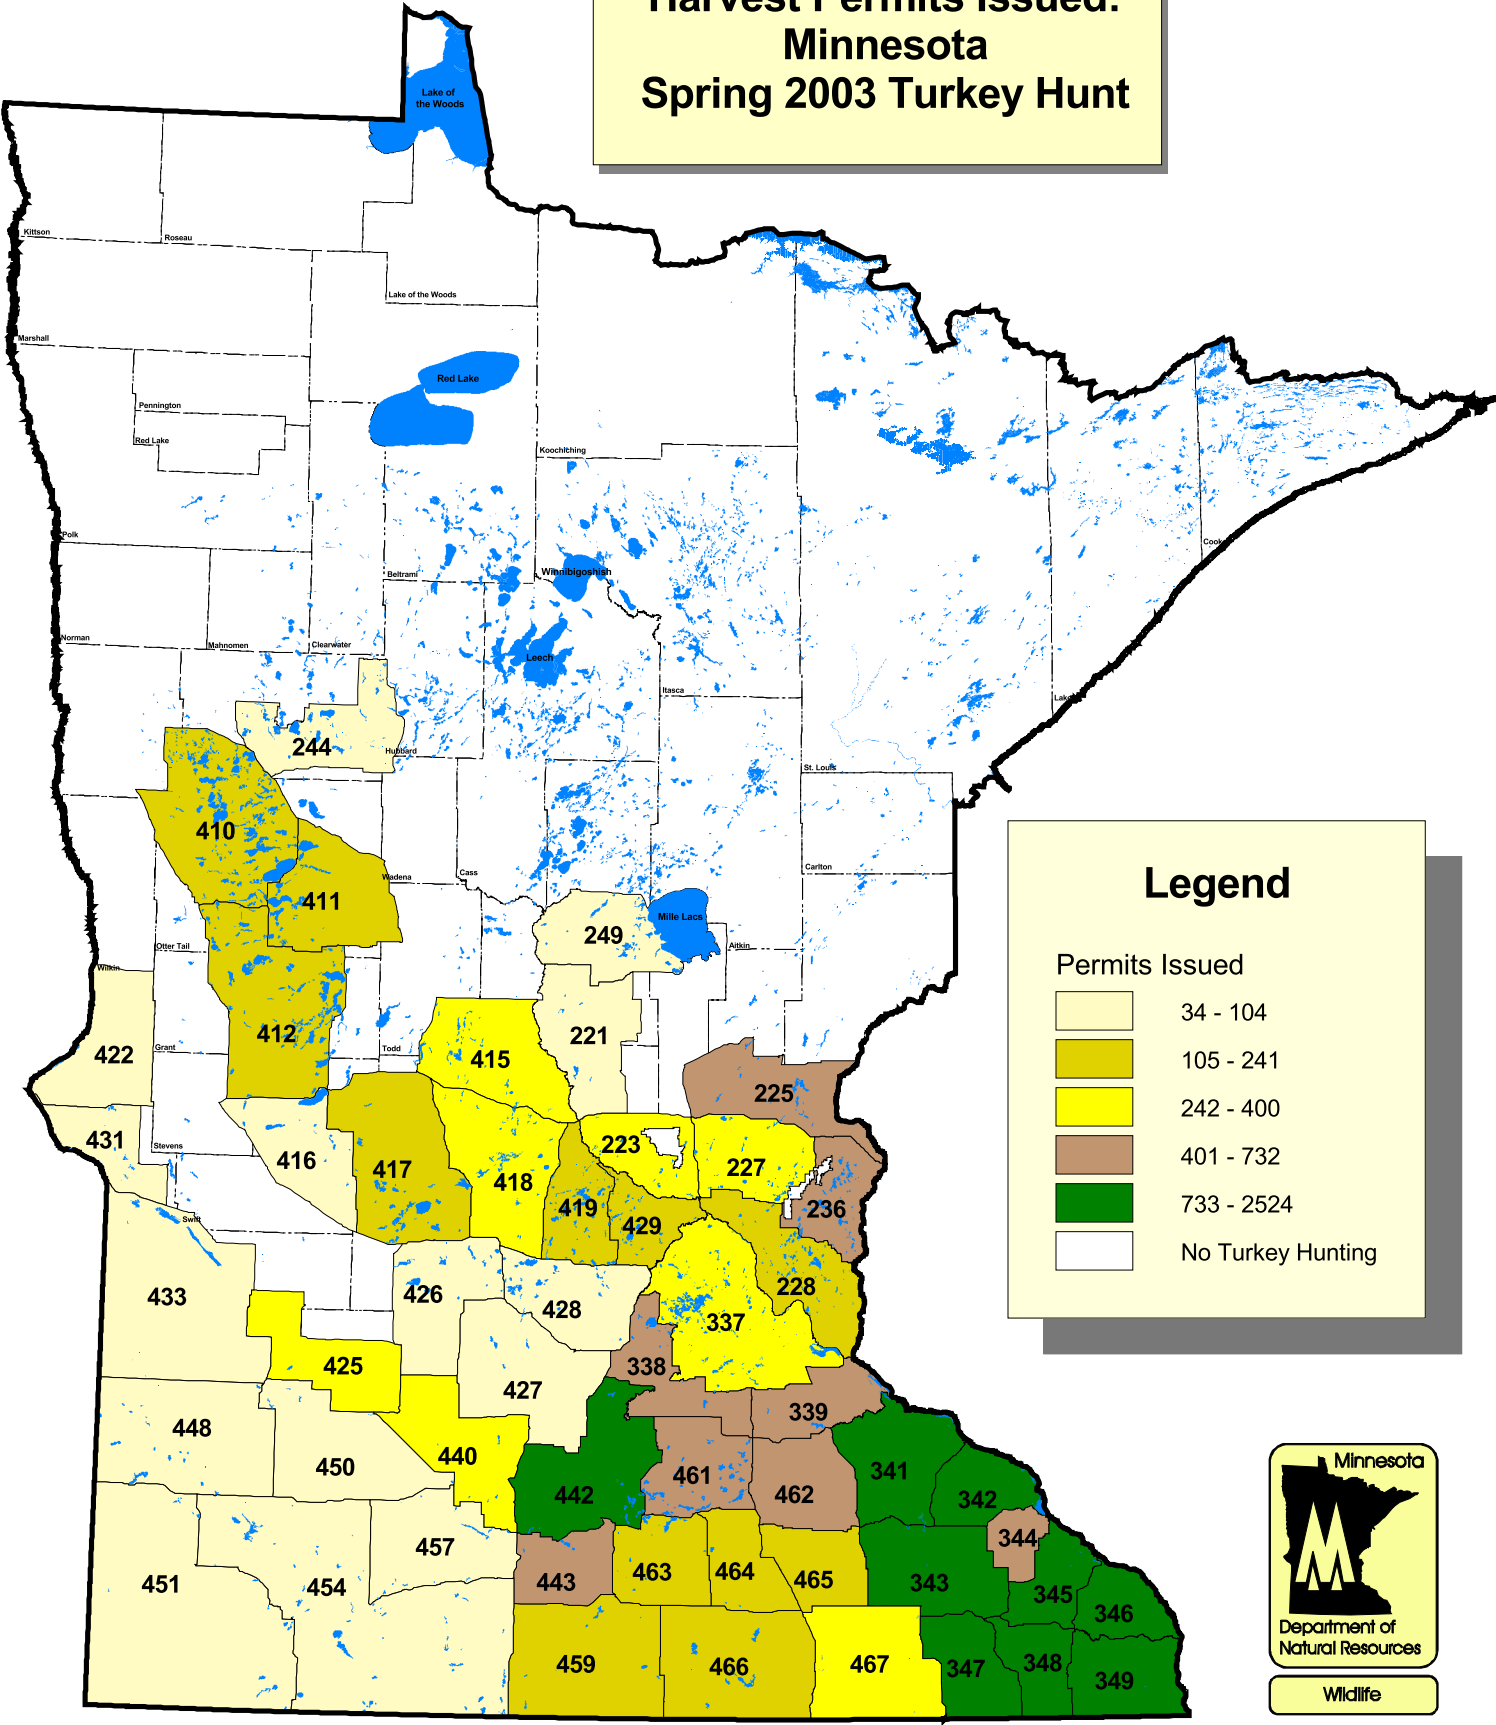 Harvest Permits Issued:
Minnesota
Spring 2003 Turkey Hunt
Lake of
the Woods
Kittson
Roseau
Lake of the Woods
Marshall
Red Lake
Pennington
Red Lake
Koochiching
Polk
Beltrami
Winnibigoshish
Cook
Norman
Mahnomen
Clearwater
Leech
Itasca
Lake
244
Hubbard
St. Louis
410
Wadena
Cass
Carlton
411
249
Mille Lacs
Otter Tail
Aitkin
Wilkin
412
221
422
Grant
Todd
415
225
431
Stevens
416
417
418
223
227
419
429
236
Swift
433
426
428
228
337
425
338
427
339
448
450
440
442
461
462
341
342
344
457
443
463
464
465
343
345
346
451
454
459
466
467
347
348
349
Legend
Permits Issued
34 - 104
105 - 241
242 - 400
401 - 732
733 - 2524
No Turkey Hunting
Minnesota
Department of
Natural Resources
Wildlife